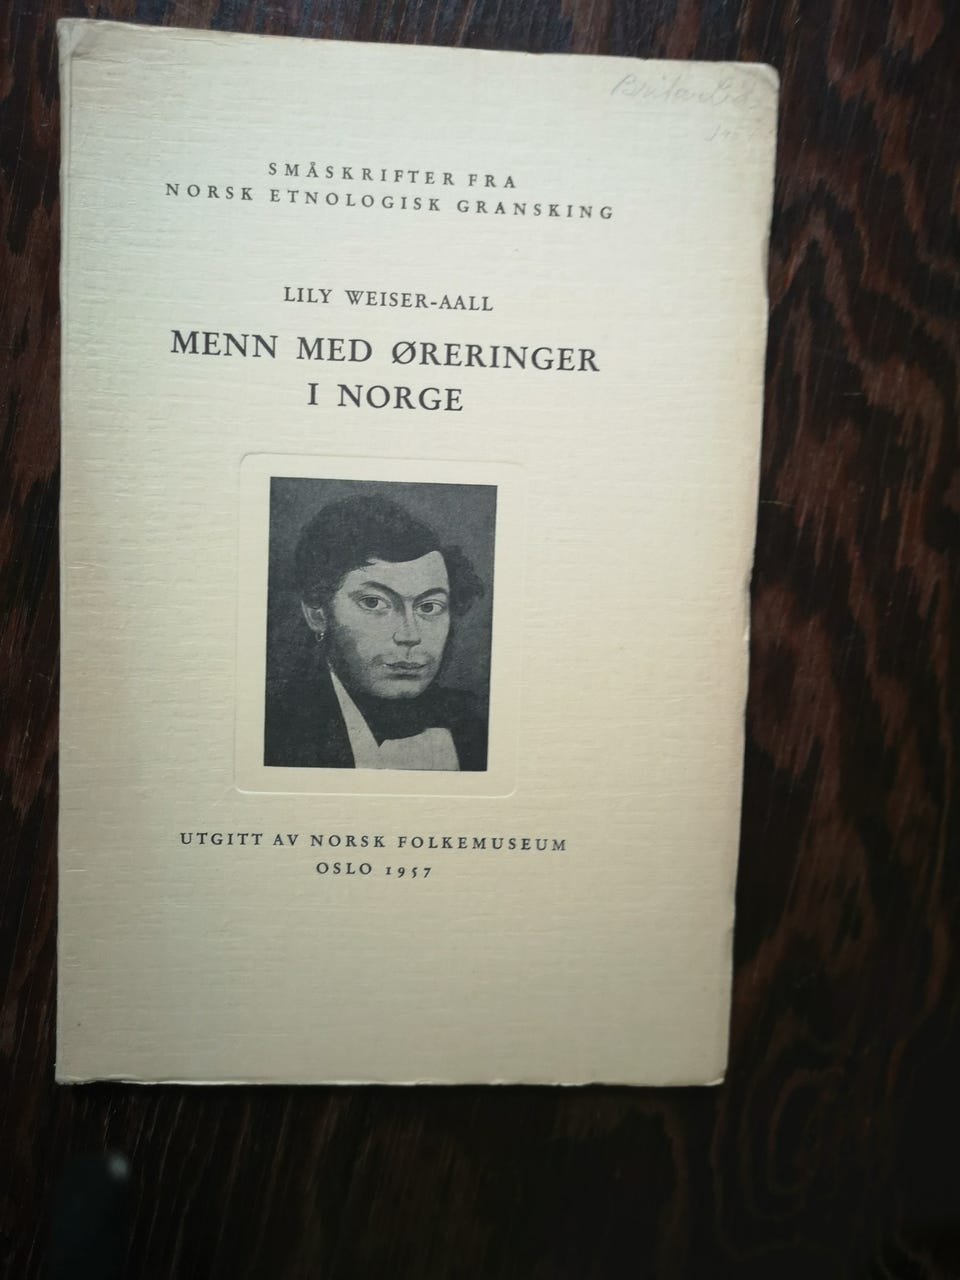 SMÅSKRIFTER FRA
NORSK ETNOLOGISK GRANSKING
LILY WEISER-AALL
MENN MED ØRERINGER
I NORGE
UTGITT AV NORSK FOLKEMUSEUM
OSLO 1957